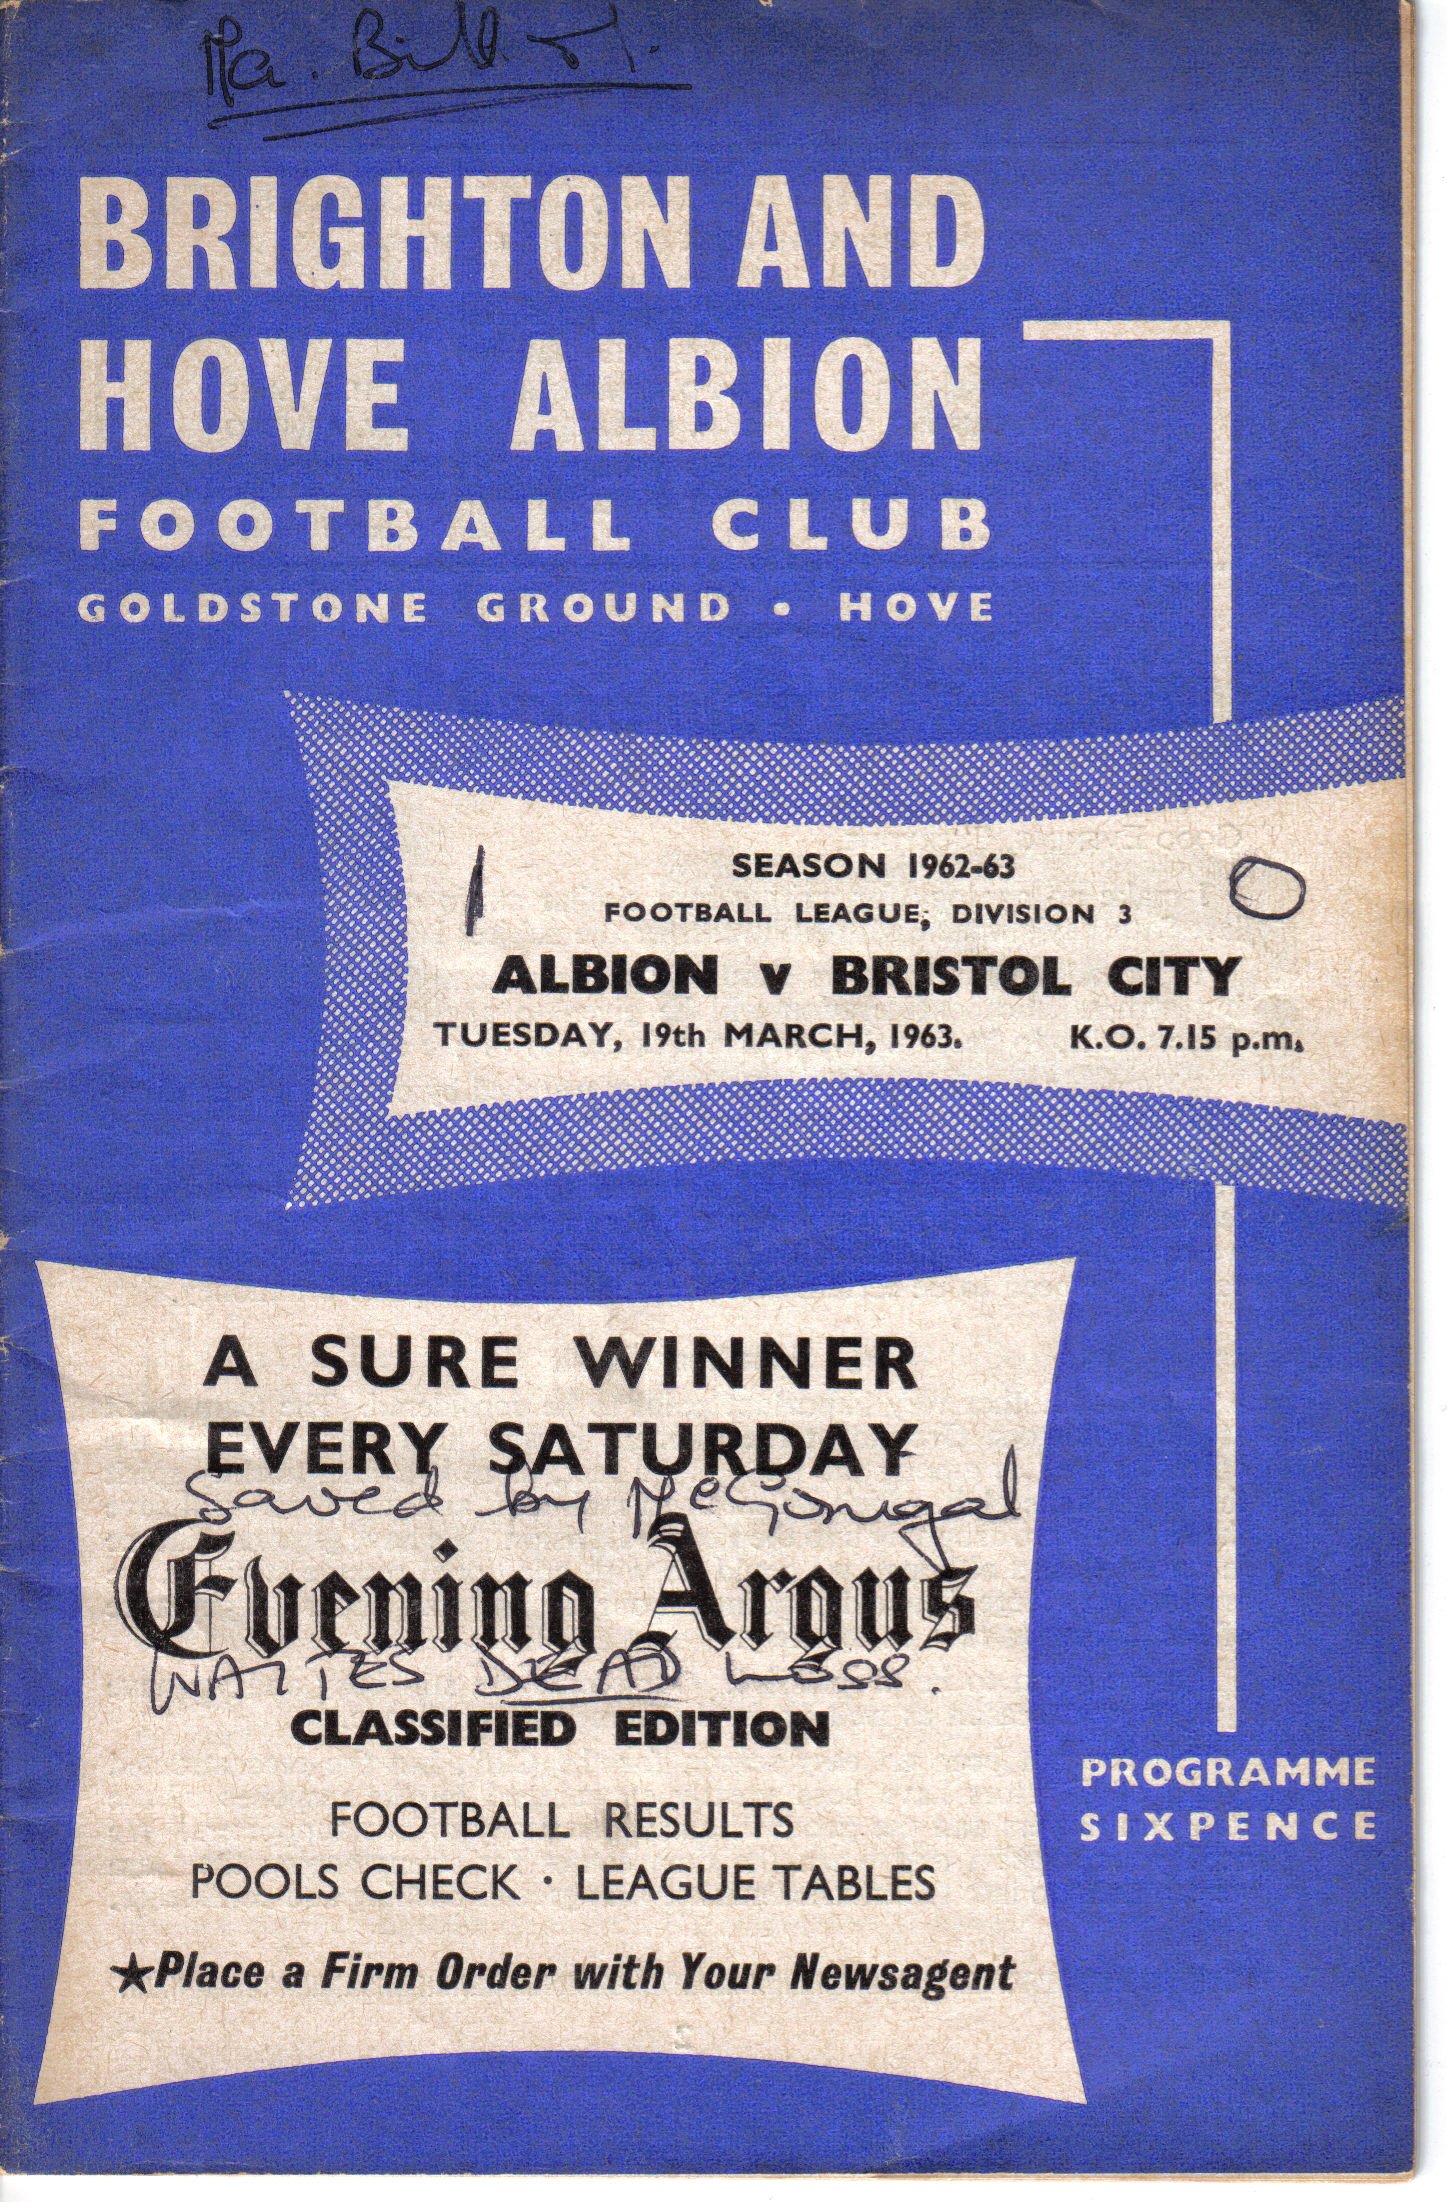 BRIGHTON AND
HOVE ALBION
FOOTBALL CLUB
GOLDSTONE GROUND • HOVE
SEASON 1962-63
1 0
FOOTBALL LEAGUE; DIVISION 3
ALBION v BRISTOL CITY
TUESDAY, 19th MARCH, 1963. K.O. 7.15 p.m.
A SURE WINNER
EVERY SATURDAY
Saved by McGonigal
Evening Argus
WAITES DEAD LOSS.
CLASSIFIED EDITION
FOOTBALL RESULTS
POOLS CHECK · LEAGUE TABLES
★Place a Firm Order with Your Newsagent
PROGRAMME
SIXPENCE